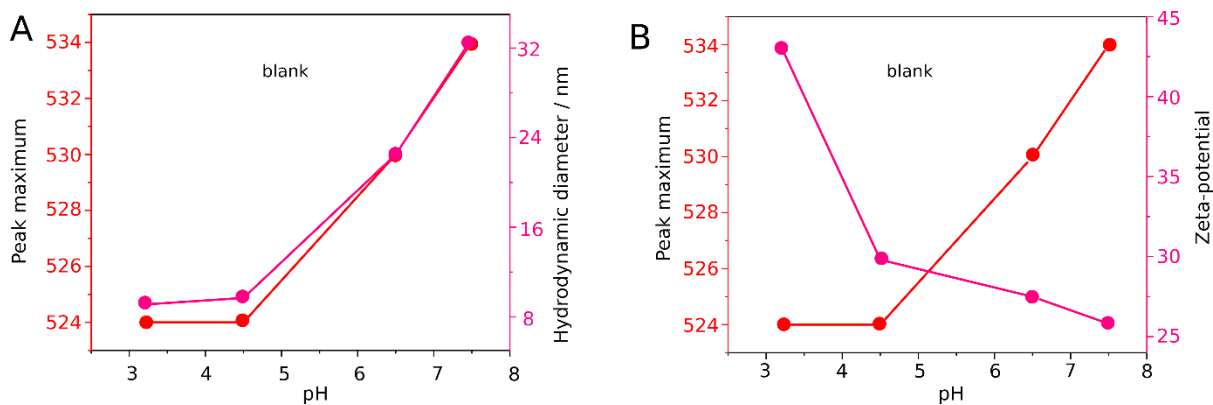 A
534
532
530
528
526
524
Peak maximum
blank
32
24
16
8
Hydrodynamic diameter / nm
3 4 5 6 7 8
pH
B
534
530
528
526
524
Peak maximum
blank
45
40
35
30
25
Zeta-potential
3 4 5 6 7 8
pH